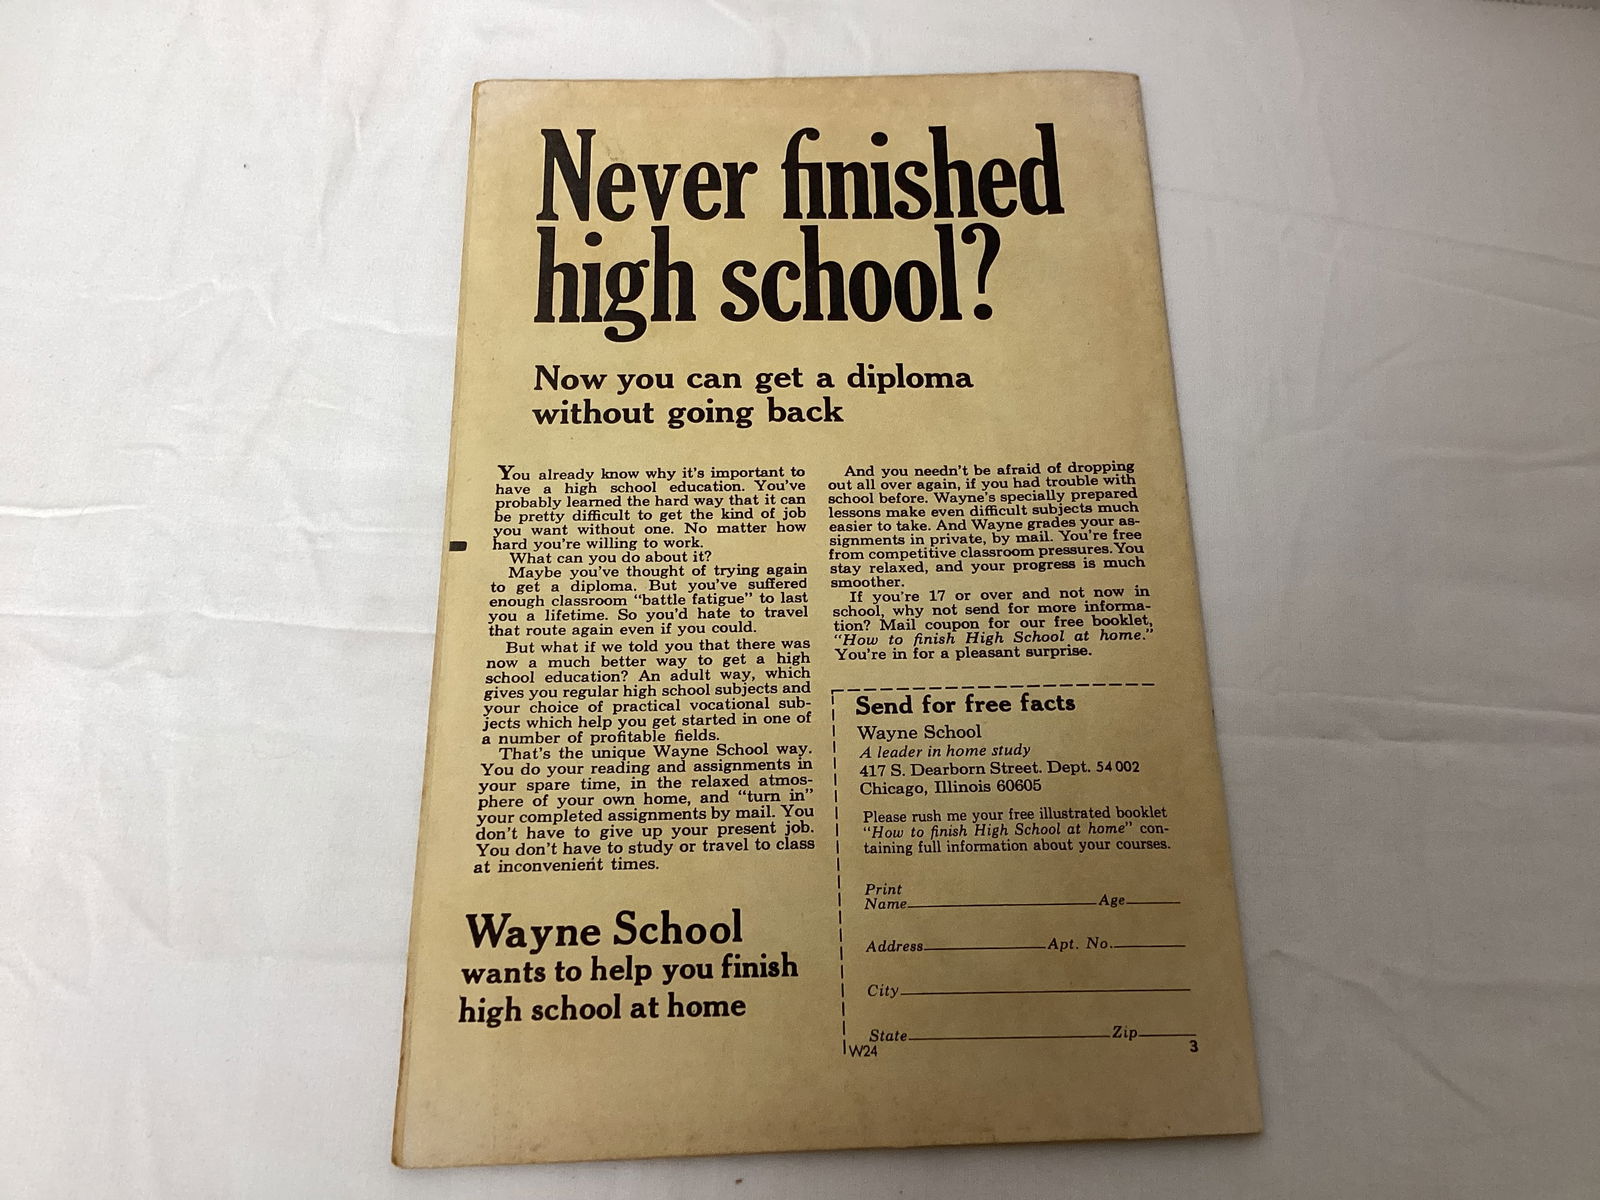 Never finished
high school?
Now you can get a diploma
without going back
You already know why it's important to
have a high school education. You've
probably learned the hard way that it can
be pretty difficult to get the kind of job
you want without one. No matter how
hard you're willing to work.
What can you do about it?
Maybe you've thought of trying again
to get a diploma. But you've suffered
enough classroom "battle fatigue" to last
you a lifetime. So you'd hate to travel
that route again even if you could.
But what if we told you that there was
now a much better way to get a high
school education? An adult way, which
gives you regular high school subjects and
your choice of practical vocational sub-
jects which help you get started in one of
a number of profitable fields.
That's the unique Wayne School way.
You do your reading and assignments in
your spare time, in the relaxed atmos-
phere of your own home, and "turn in"
your completed assignments by mail. You
don't have to give up your present job.
You don't have to study or travel to class
at inconvenient times.
Wayne School
wants to help you finish
high school at home
And you needn't be afraid of dropping
out all over again, if you had trouble with
school before. Wayne's specially prepared
lessons make even difficult subjects much
easier to take. And Wayne grades your as-
signments in private, by mail. You're free
from competitive classroom pressures. You
stay relaxed, and your progress is much
smoother.
If you're 17 or over and not now in
school, why not send for more informa-
tion? Mail coupon for our free booklet,
"How to finish High School at home."
You're in for a pleasant surprise.
Send for free facts
Wayne School
A leader in home study
417 S. Dearborn Street. Dept. 54002
Chicago, Illinois 60605
Please rush me your free illustrated booklet
"How to finish High School at home" con-
taining full information about your courses.
Print
Name Age
Address Apt. No.
City
State Zip
W24 3